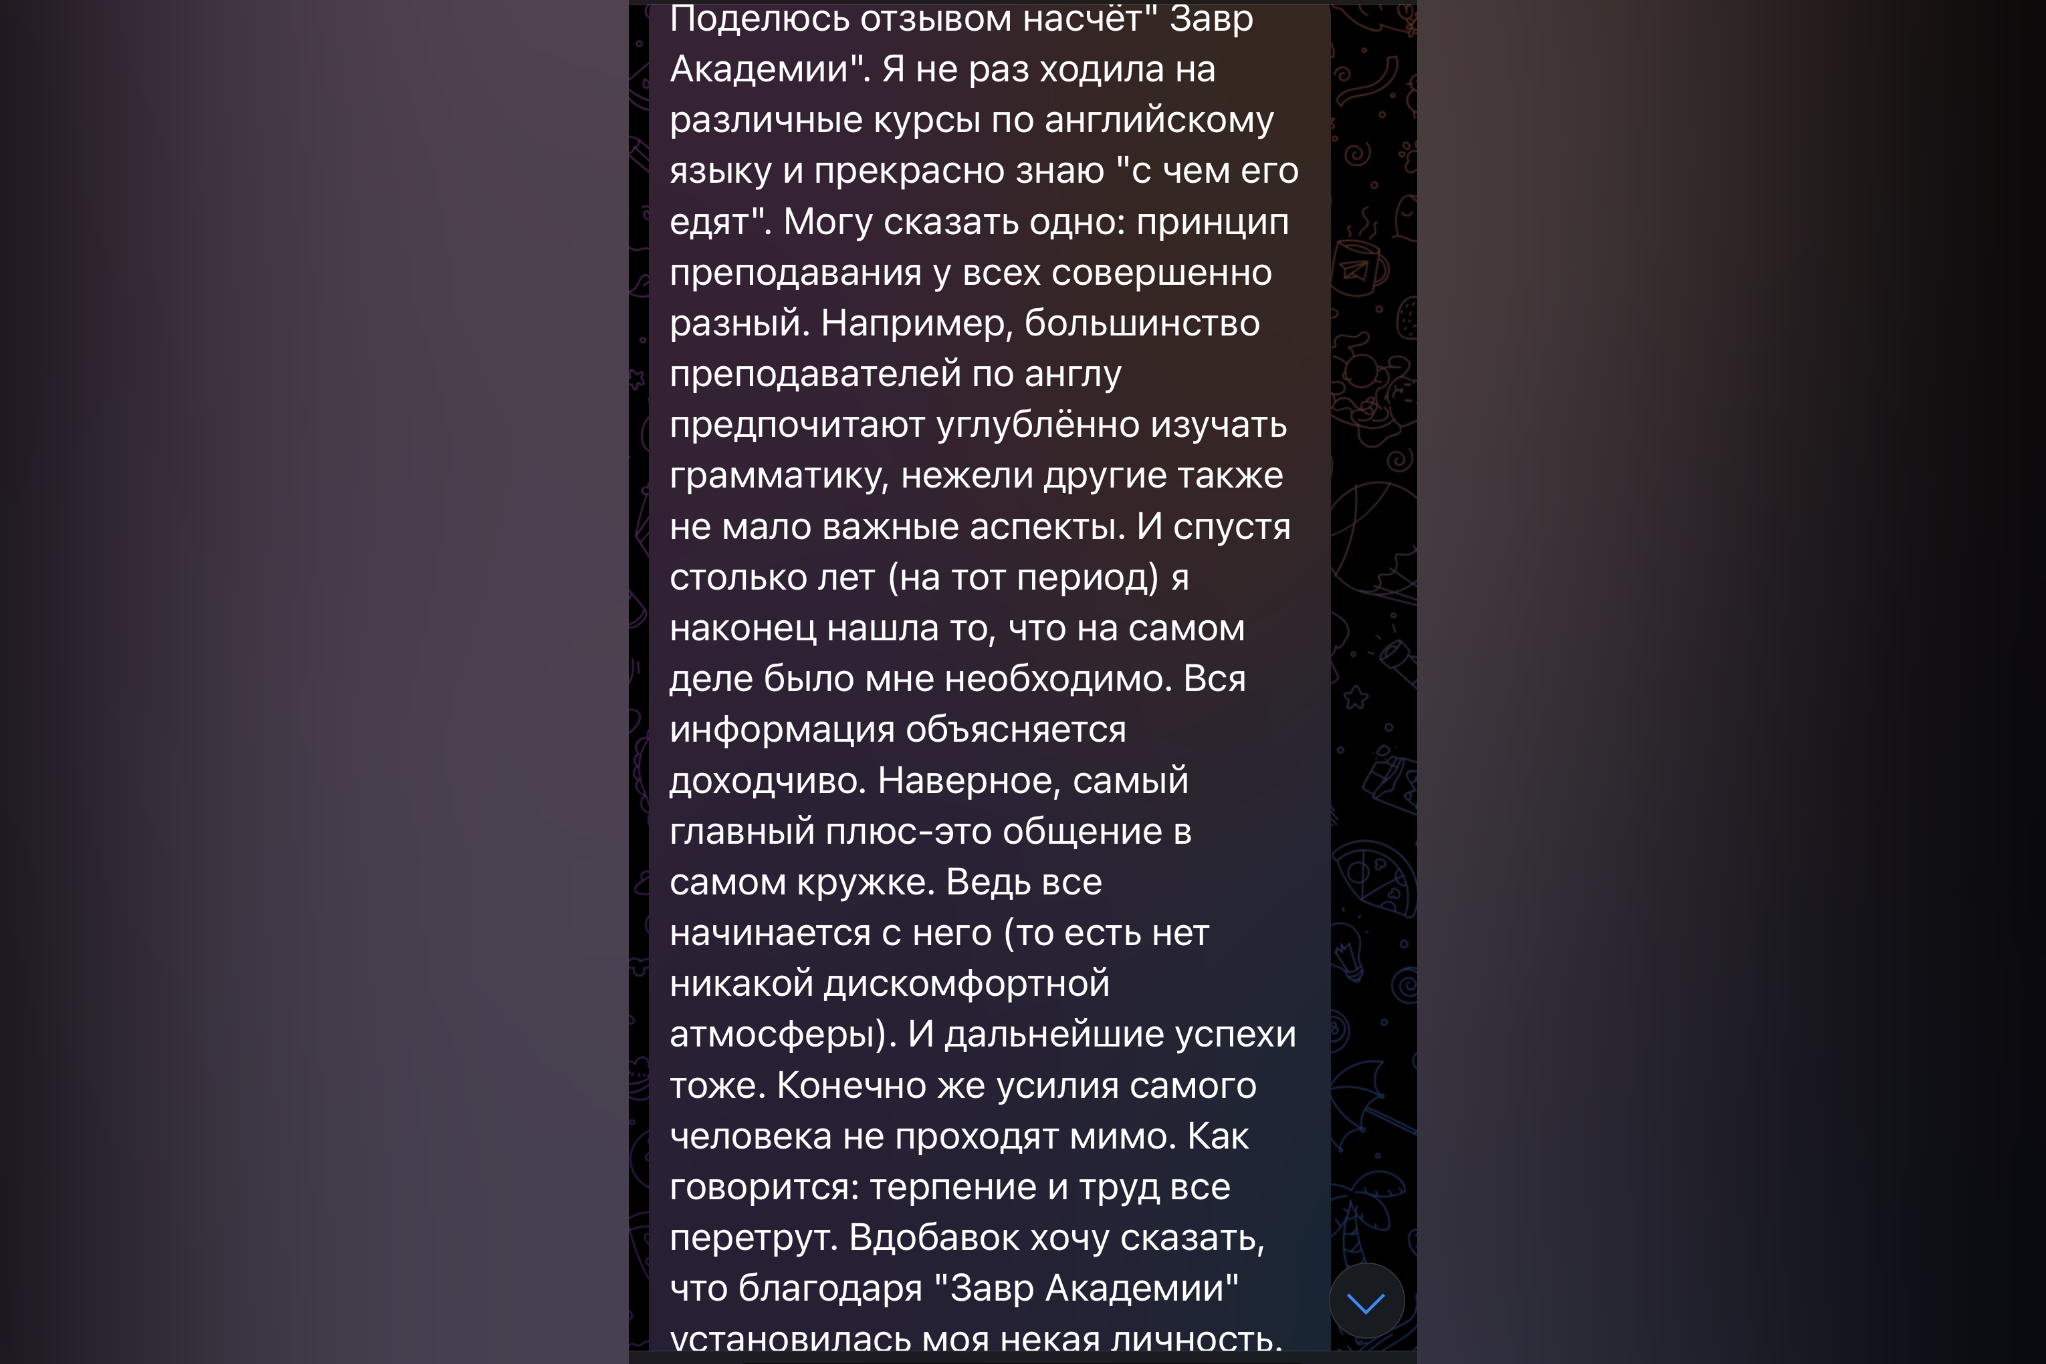 Поделюсь отзывом насчёт" Завр
Академии". Я не раз ходила на
различные курсы по английскому
языку и прекрасно знаю "с чем его
едят". Могу сказать одно: принцип
преподавания у всех совершенно
разный. Например, большинство
преподавателей по англу
предпочитают углублённо изучать
грамматику, нежели другие также
не мало важные аспекты. И спустя
столько лет (на тот период) я
наконец нашла то, что на самом
деле было мне необходимо. Вся
информация объясняется
доходчиво. Наверное, самый
главный плюс-это общение в
самом кружке. Ведь все
начинается с него (то есть нет
никакой дискомфортной
атмосферы). И дальнейшие успехи
тоже. Конечно же усилия самого
человека не проходят мимо. Как
говорится: терпение и труд все
перетрут. Вдобавок хочу сказать,
что благодаря "Завр Академии"
установилась моя некая личность.